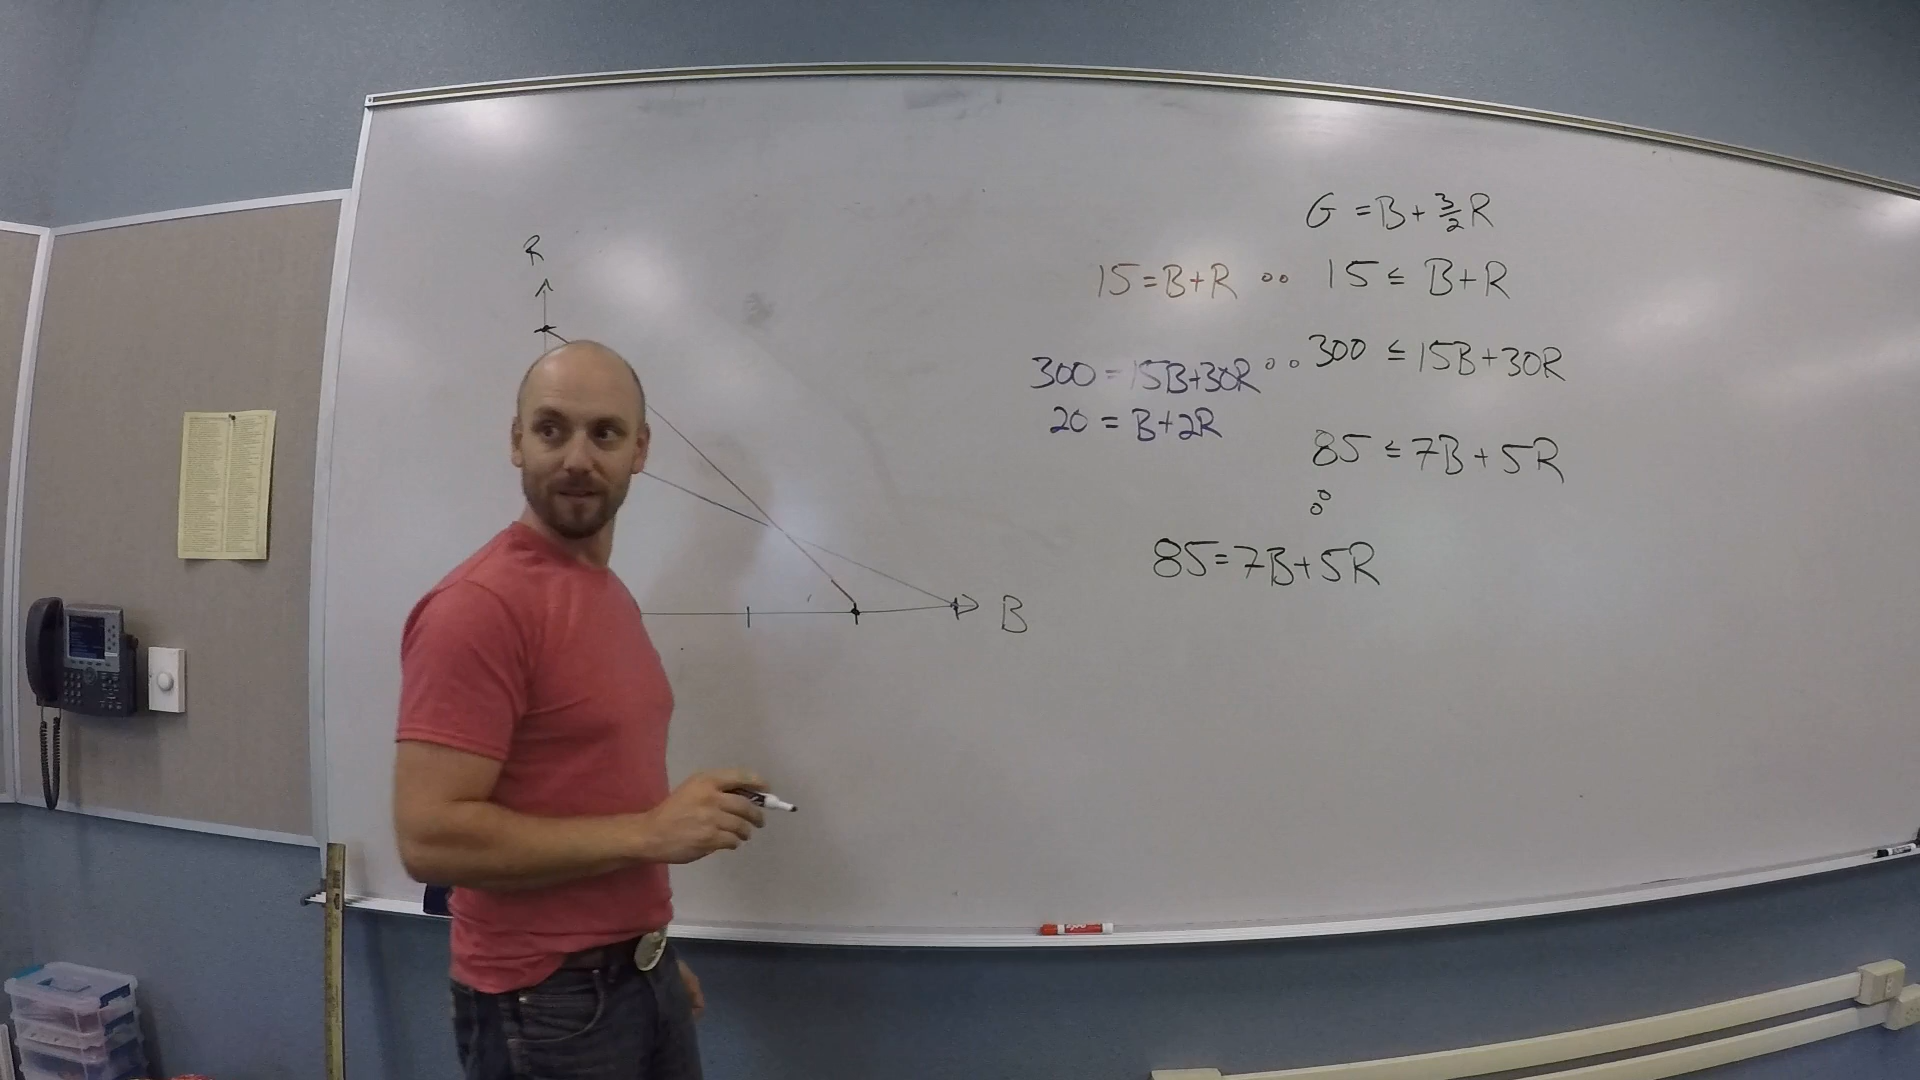 R
B
G = B + 3/2 R
15 = B + R °° 15 ≤ B + R
300 = 15B + 30R °° 300 ≤ 15B + 30R
20 = B + 2R
85 ≤ 7B + 5R
°°
85 = 7B + 5R